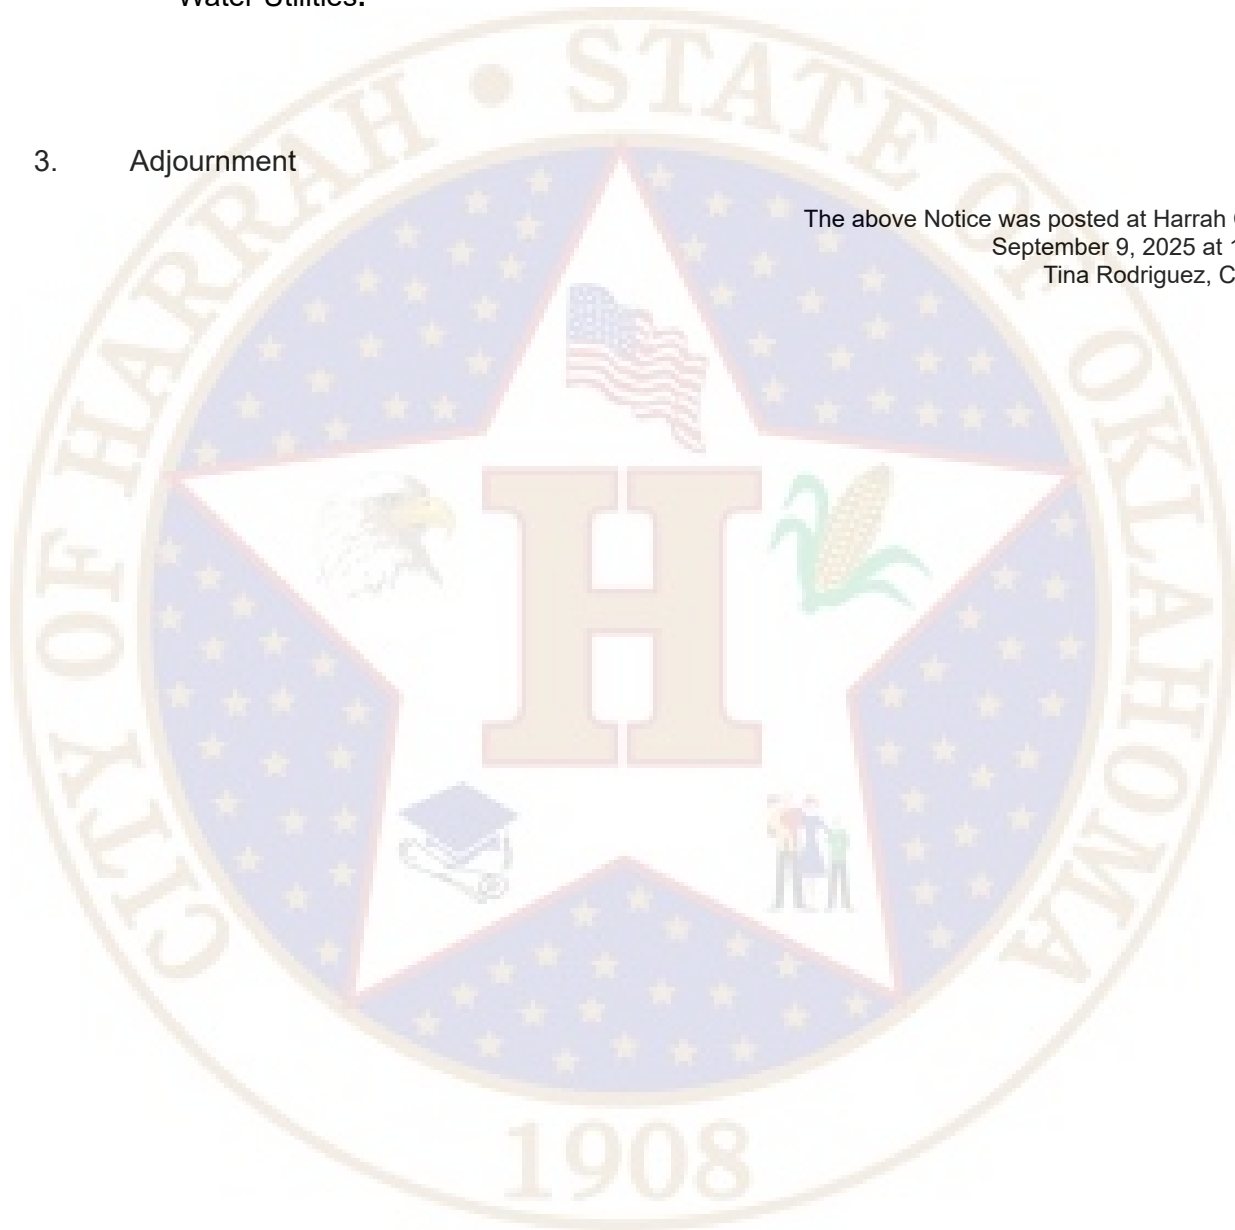 Water Utilities.
3. Adjournment
The above Notice was posted at Harrah
September 9, 2025 at
Tina Rodriguez,
CITY OF HARRAH • STATE OF OKLAHOMA
H
1908